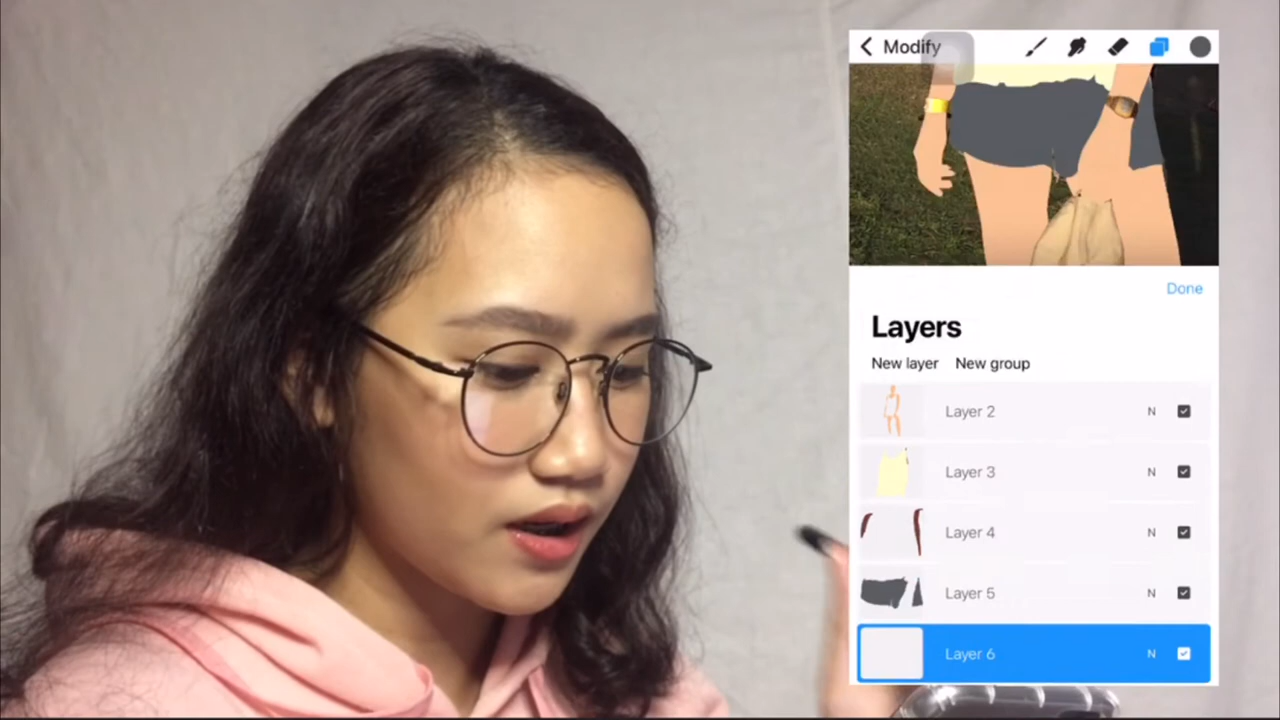 Modify
Done
Layers
New layer New group
Layer 2 N
Layer 3 N
Layer 4 N
Layer 5 N
Layer 6 N